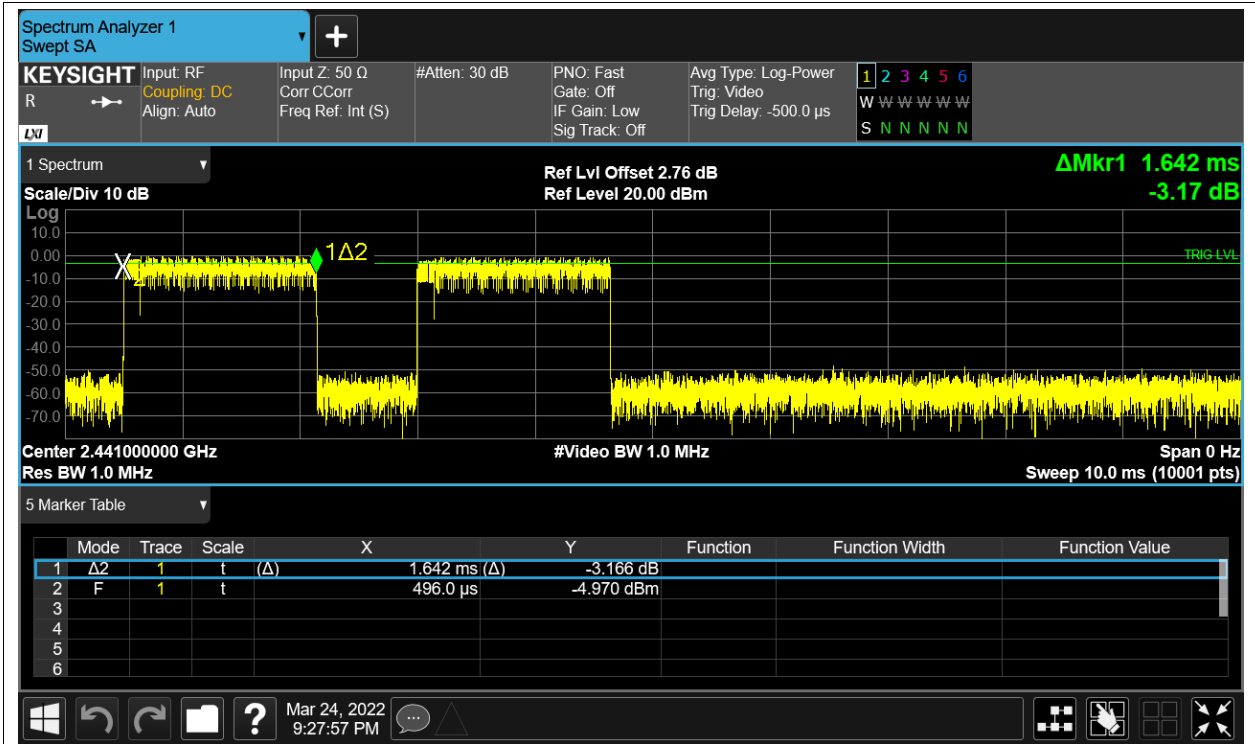 Spectrum Analyzer 1
Swept SA
+
KEYSIGHT Input: RF Input Z: 50 Ω #Atten: 30 dB PNO: Fast Avg Type: Log-Power 1 2 3 4 5 6
R Coupling: DC Corr CCorr Gate: Off Trig: Video W W W W W W
Align: Auto Freq Ref: Int (S) IF Gain: Low Trig Delay: -500.0 µs
LXI Sig Track: Off S N N N N N
1 Spectrum Ref Lvl Offset 2.76 dB ΔMkr1 1.642 ms
Scale/Div 10 dB Ref Level 20.00 dBm -3.17 dB
Log
10.0
0.00 1Δ2 TRIG LVL
-10.0 2
-20.0
-30.0
-40.0
-50.0
-60.0
-70.0
Center 2.441000000 GHz #Video BW 1.0 MHz Span 0 Hz
Res BW 1.0 MHz Sweep 10.0 ms (10001 pts)
5 Marker Table
Mode Trace Scale X Y Function Function Width Function Value
1 Δ2 1 t (Δ) 1.642 ms (Δ) -3.166 dB
2 F 1 t 496.0 µs -4.970 dBm
3
4
5
6
? Mar 24, 2022
9:27:57 PM